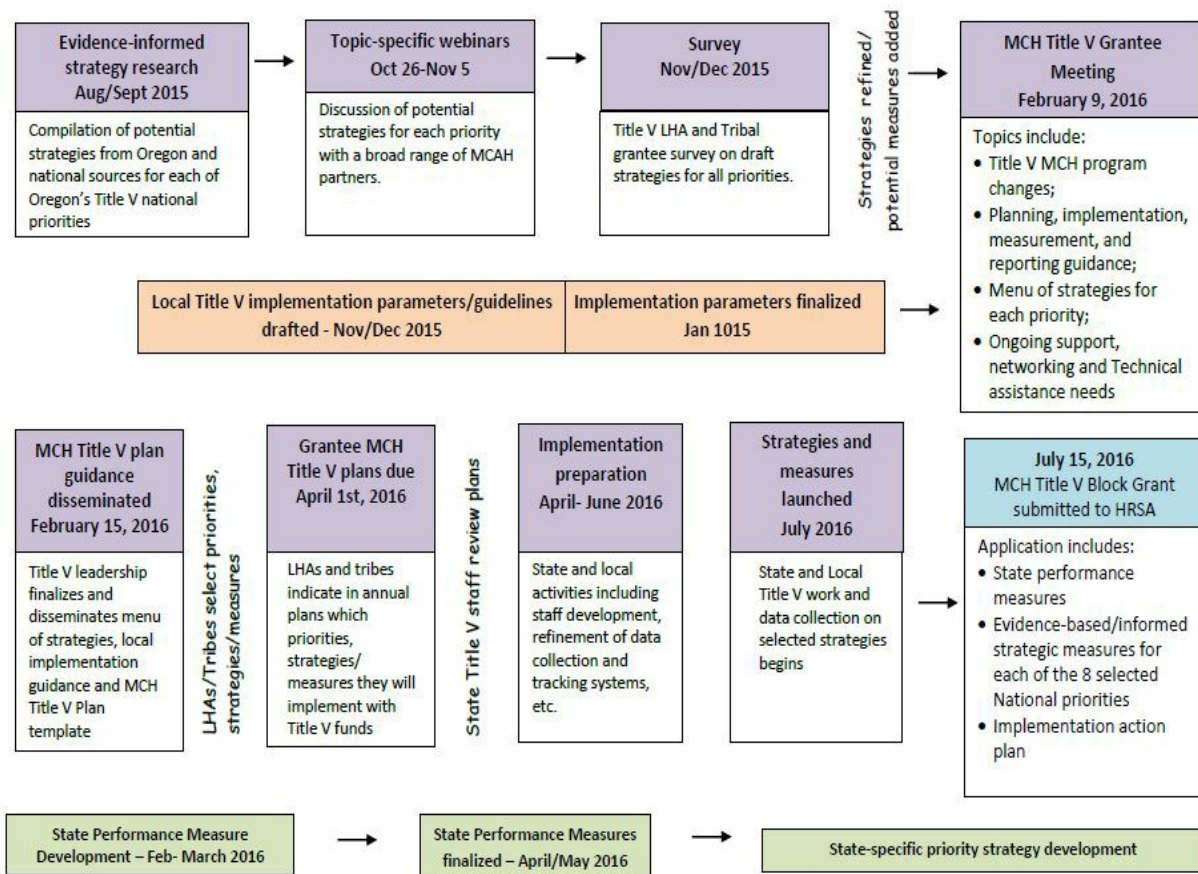 Evidence-informed
strategy research
Aug/Sept 2015
Compilation of potential
strategies from Oregon and
national sources for each of
Oregon's Title V national
priorities
Topic-specific webinars
Oct 26-Nov 5
Discussion of potential
strategies for each priority
with a broad range of MCAH
partners.
Survey
Nov/Dec 2015
Title V LHA and Tribal
grantee survey on draft
strategies for all priorities.
Strategies refined/
potential measures added
MCH Title V Grantee
Meeting
February 9, 2016
Topics include:
• Title V MCH program
changes;
• Planning, implementation,
measurement, and
reporting guidance;
• Menu of strategies for
each priority;
• Ongoing support,
networking and Technical
assistance needs
Local Title V implementation parameters/guidelines
drafted - Nov/Dec 2015
Implementation parameters finalized
Jan 1015
MCH Title V plan
guidance
disseminated
February 15, 2016
Title V leadership
finalizes and
disseminates menu
of strategies, local
implementation
guidance and MCH
Title V Plan
template
LHAs/Tribes select priorities,
strategies/measures
Grantee MCH
Title V plans due
April 1st, 2016
LHAs and tribes
indicate in annual
plans which
priorities,
strategies/
measures they will
implement with
Title V funds
State Title V staff review plans
Implementation
preparation
April- June 2016
State and local
activities including
staff development,
refinement of data
collection and
tracking systems,
etc.
Strategies and
measures
launched
July 2016
State and Local
Title V work and
data collection on
selected strategies
begins
July 15, 2016
MCH Title V Block Grant
submitted to HRSA
Application includes:
• State performance
measures
• Evidence-based/informed
strategic measures for
each of the 8 selected
National priorities
• Implementation action
plan
State Performance Measure
Development – Feb- March 2016
State Performance Measures
finalized – April/May 2016
State-specific priority strategy development